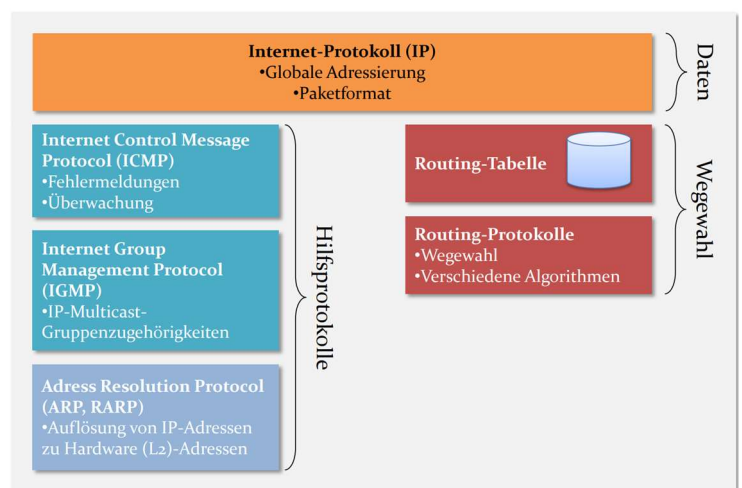 Internet-Protokoll (IP)
•Globale Adressierung
•Paketformat
Daten
Internet Control Message
Protocol (ICMP)
•Fehlermeldungen
•Überwachung
Internet Group
Management Protocol
(IGMP)
•IP-Multicast-
Gruppenzugehörigkeiten
Adress Resolution Protocol
(ARP, RARP)
•Auflösung von IP-Adressen
zu Hardware (L2)-Adressen
Hilfsprotokolle
Routing-Tabelle
Routing-Protokolle
•Wegewahl
•Verschiedene Algorithmen
Wegewahl